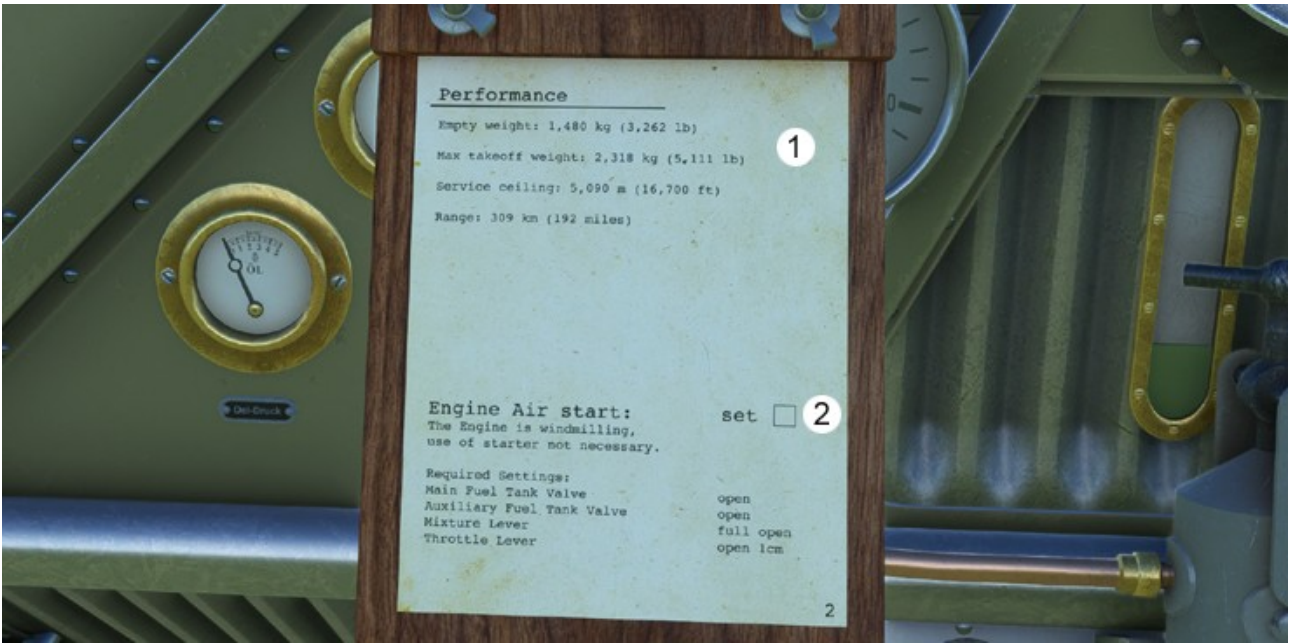 Performance
1
Empty weight: 1,480 kg (3,262 lb)
Max takeoff weight: 2,318 kg (5,111 lb)
Service ceiling: 5,090 m (16,700 ft)
Range: 309 km (192 miles)
ÖL
Oel-Druck
Engine Air start: set 2
The Engine is windmilling,
use of starter not necessary.
Required Settings:
Main Fuel Tank Valve open
Auxiliary Fuel Tank Valve open
Mixture Lever full open
Throttle Lever open 1cm
2